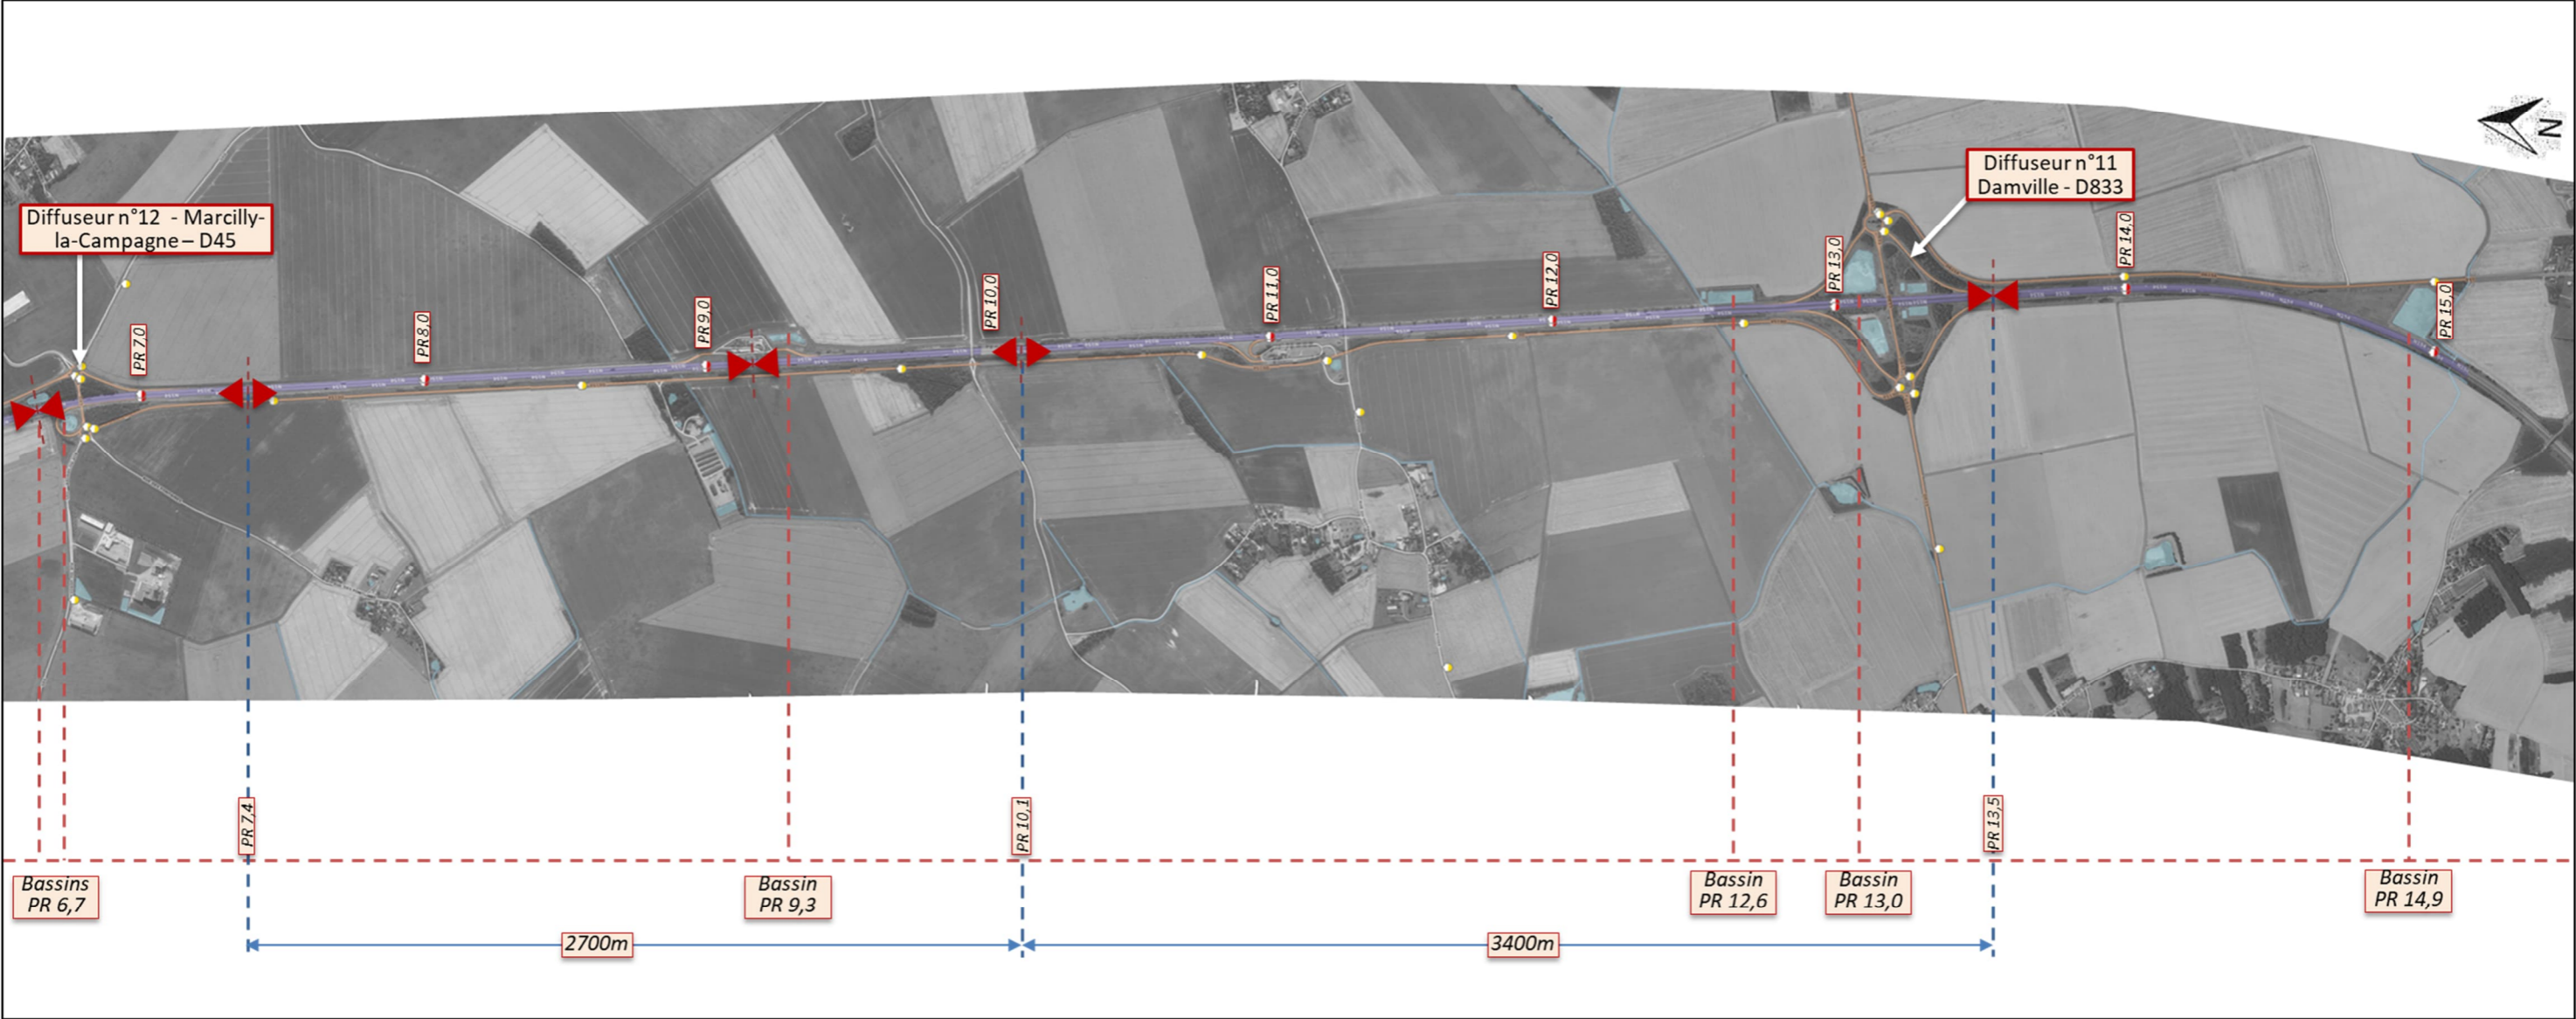 N
Diffuseur n°11
Damville - D833
Diffuseur n°12 - Marcilly-
la-Campagne – D45
PR 7,0
PR 8,0
PR 9,0
PR 10,0
PR 11,0
PR 12,0
PR 13,0
PR 14,0
PR 15,0
PR 7,4
PR 10,1
PR 13,5
Bassins
PR 6,7
Bassin
PR 9,3
Bassin
PR 12,6
Bassin
PR 13,0
Bassin
PR 14,9
2700m
3400m